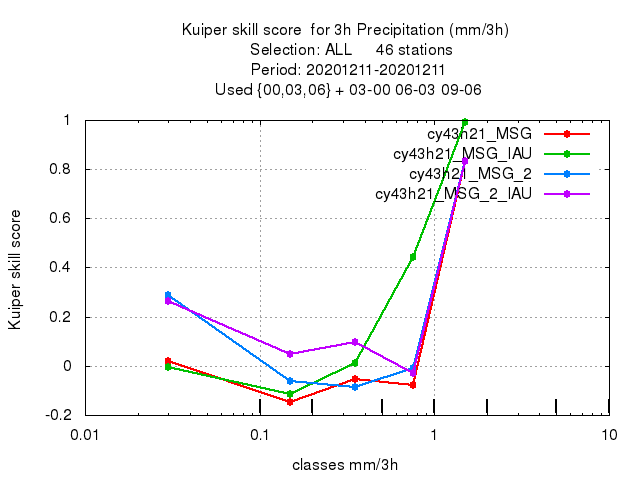 Kuiper skill score  for 3h Precipitation (mm/3h)
Selection: ALL     46 stations
Period: 20201211-20201211
Used {00,03,06} + 03-00 06-03 09-06
cy43h21_MSG
cy43h21_MSG_IAU
cy43h21_MSG_2
cy43h21_MSG_2_IAU
Kuiper skill score
1
0.8
0.6
0.4
0.2
0
-0.2
0.01
0.1
1
10
classes mm/3h